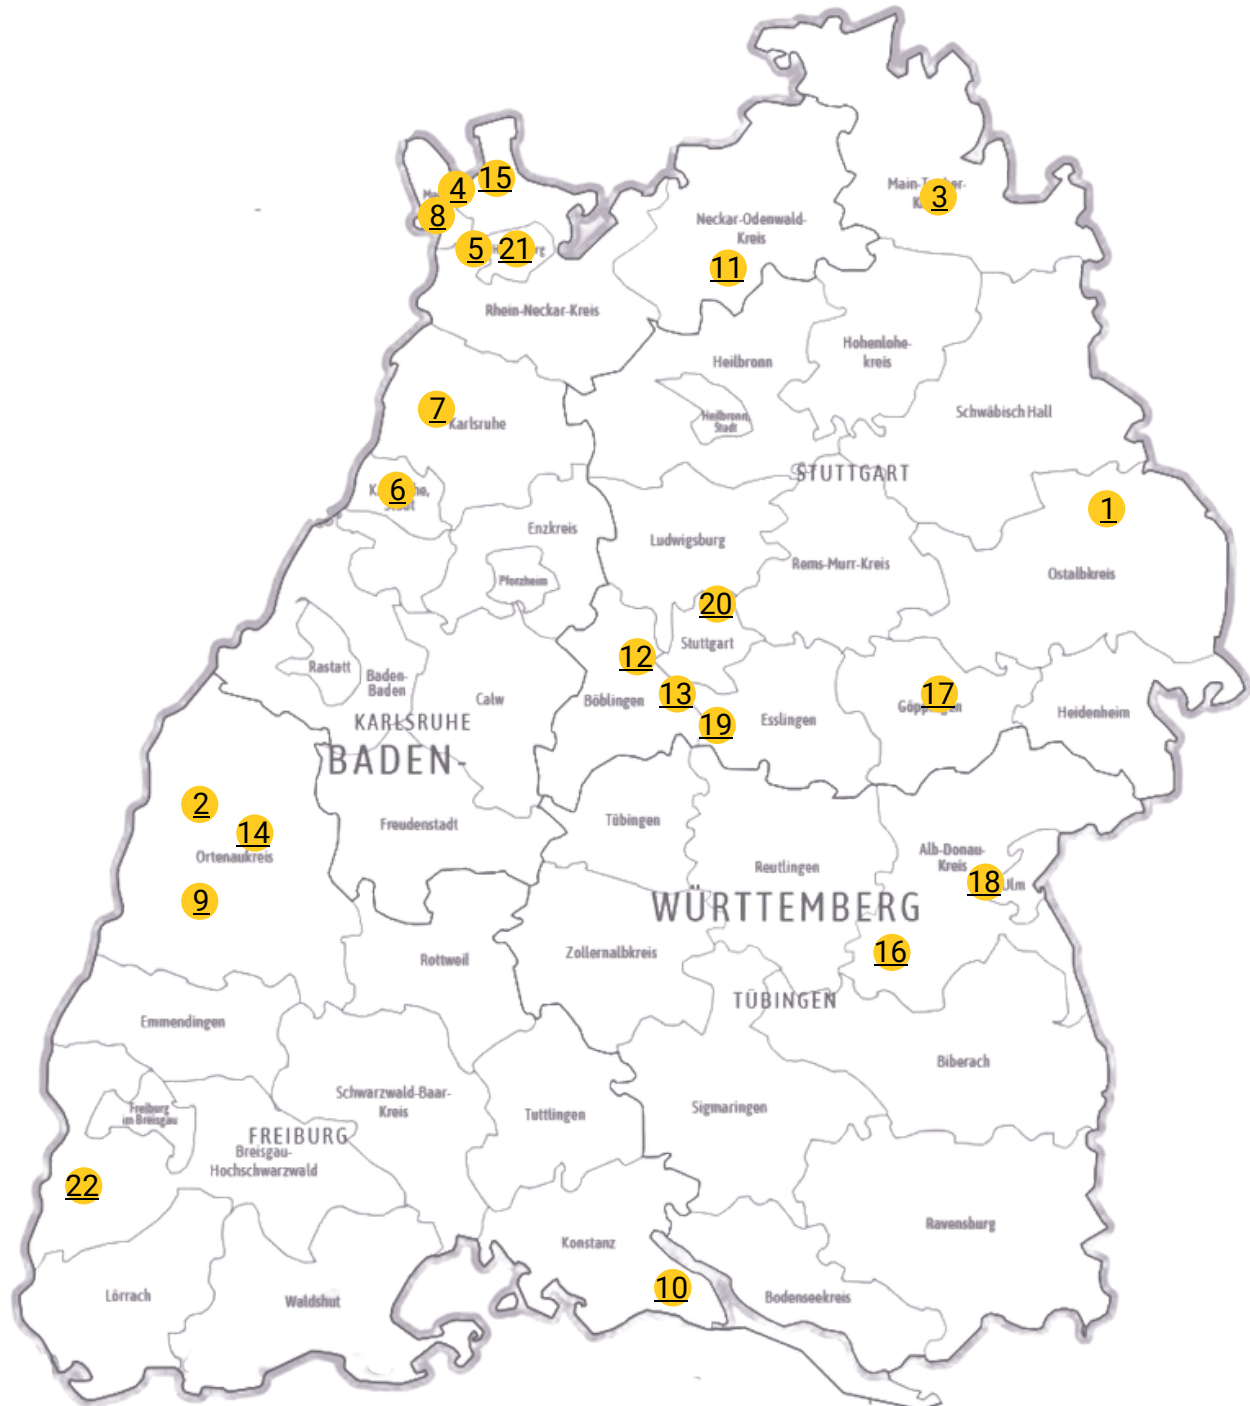 15
4
Main-Tauber-
3
8
Neckar-Odenwald-
Kreis
5
21
11
Rhein-Neckar-Kreis
Hohenlohe-
kreis
Heilbronn
7
Karlsruhe
Heilbronn,
Stadt
Schwäbisch Hall
STUTTGART
6
1
Enzkreis
Ludwigsburg
Rems-Murr-Kreis
Ostalbkreis
Pforzheim
20
Stuttgart
12
Rastatt
Baden-
Baden
Calw
Böblingen
13
17
Göppingen
Heidenheim
KARLSRUHE
19
Esslingen
BADEN-
2
14
Ortenaukreis
Freudenstadt
Tübingen
Reutlingen
Alb-Donau-
Kreis
18
Ulm
9
WÜRTTEMBERG
Rottweil
Zollernalbkreis
16
TÜBINGEN
Emmendingen
Biberach
Schwarzwald-Baar-
Kreis
Freiburg
im Breisgau
Tuttlingen
Sigmaringen
FREIBURG
Breisgau-
Hochschwarzwald
22
Ravensburg
Konstanz
10
Lörrach
Waldshut
Bodenseekreis